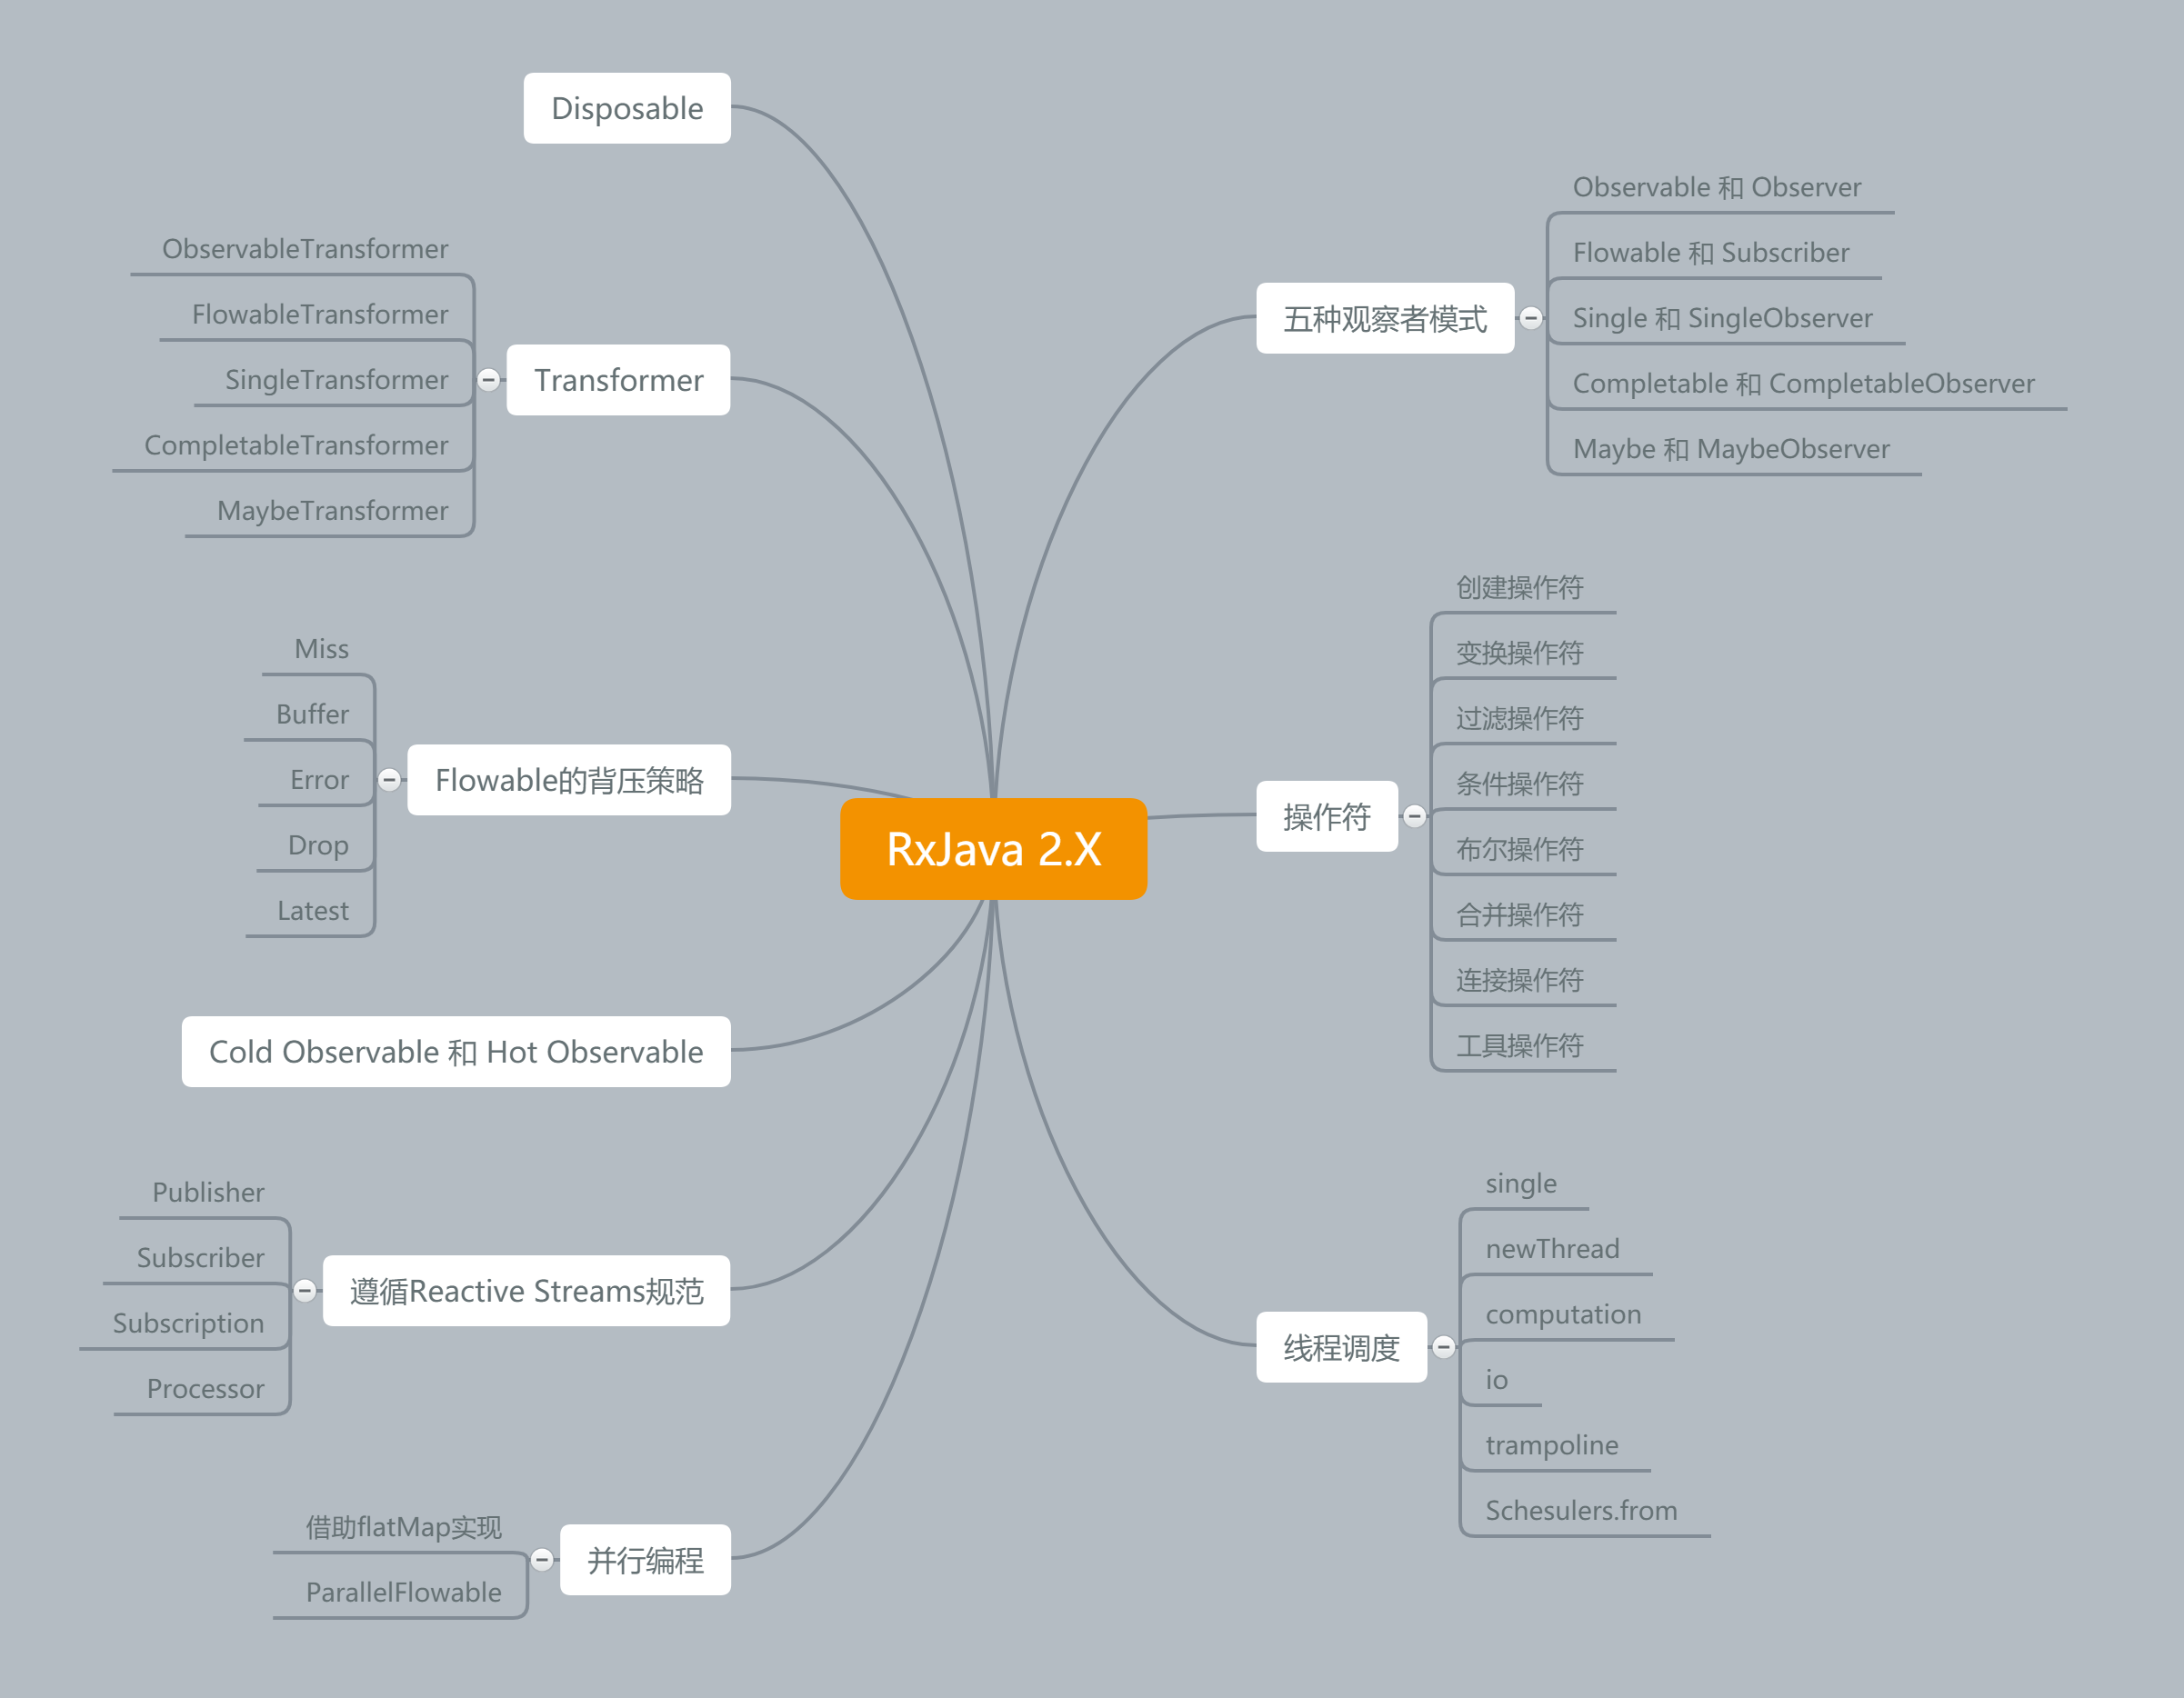 RxJava 2.X
五种观察者模式
Observable 和 Observer
Flowable 和 Subscriber
Single 和 SingleObserver
Completable 和 CompletableObserver
Maybe 和 MaybeObserver
操作符
创建操作符
变换操作符
过滤操作符
条件操作符
布尔操作符
合并操作符
连接操作符
工具操作符
线程调度
single
newThread
computation
io
trampoline
Schesulers.from
Disposable
Transformer
ObservableTransformer
FlowableTransformer
SingleTransformer
CompletableTransformer
MaybeTransformer
Flowable的背压策略
Miss
Buffer
Error
Drop
Latest
Cold Observable 和 Hot Observable
遵循Reactive Streams规范
Publisher
Subscriber
Subscription
Processor
并行编程
借助flatMap实现
ParallelFlowable